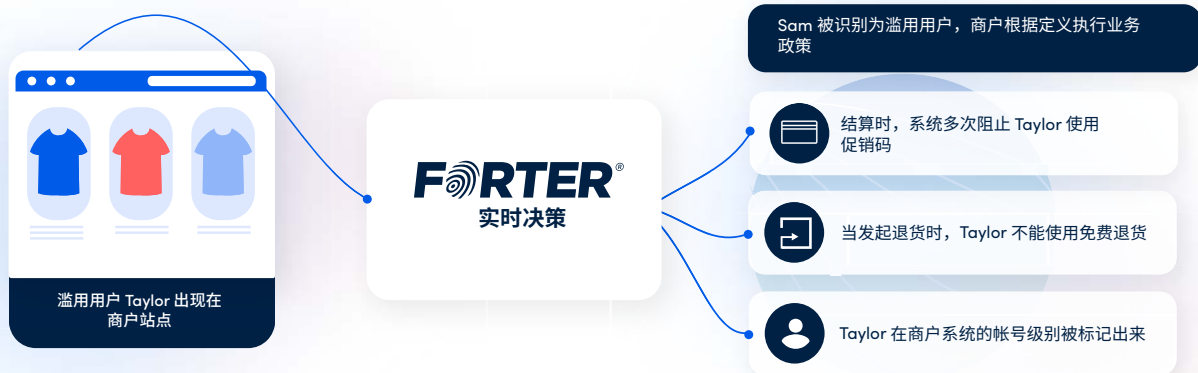 Sam 被识别为滥用用户，商户根据定义执行业务
政策
结算时，系统多次阻止 Taylor 使用
促销码
FORTER®
实时决策
当发起退货时，Taylor 不能使用免费退货
滥用用户 Taylor 出现在
商户站点
Taylor 在商户系统的帐号级别被标记出来